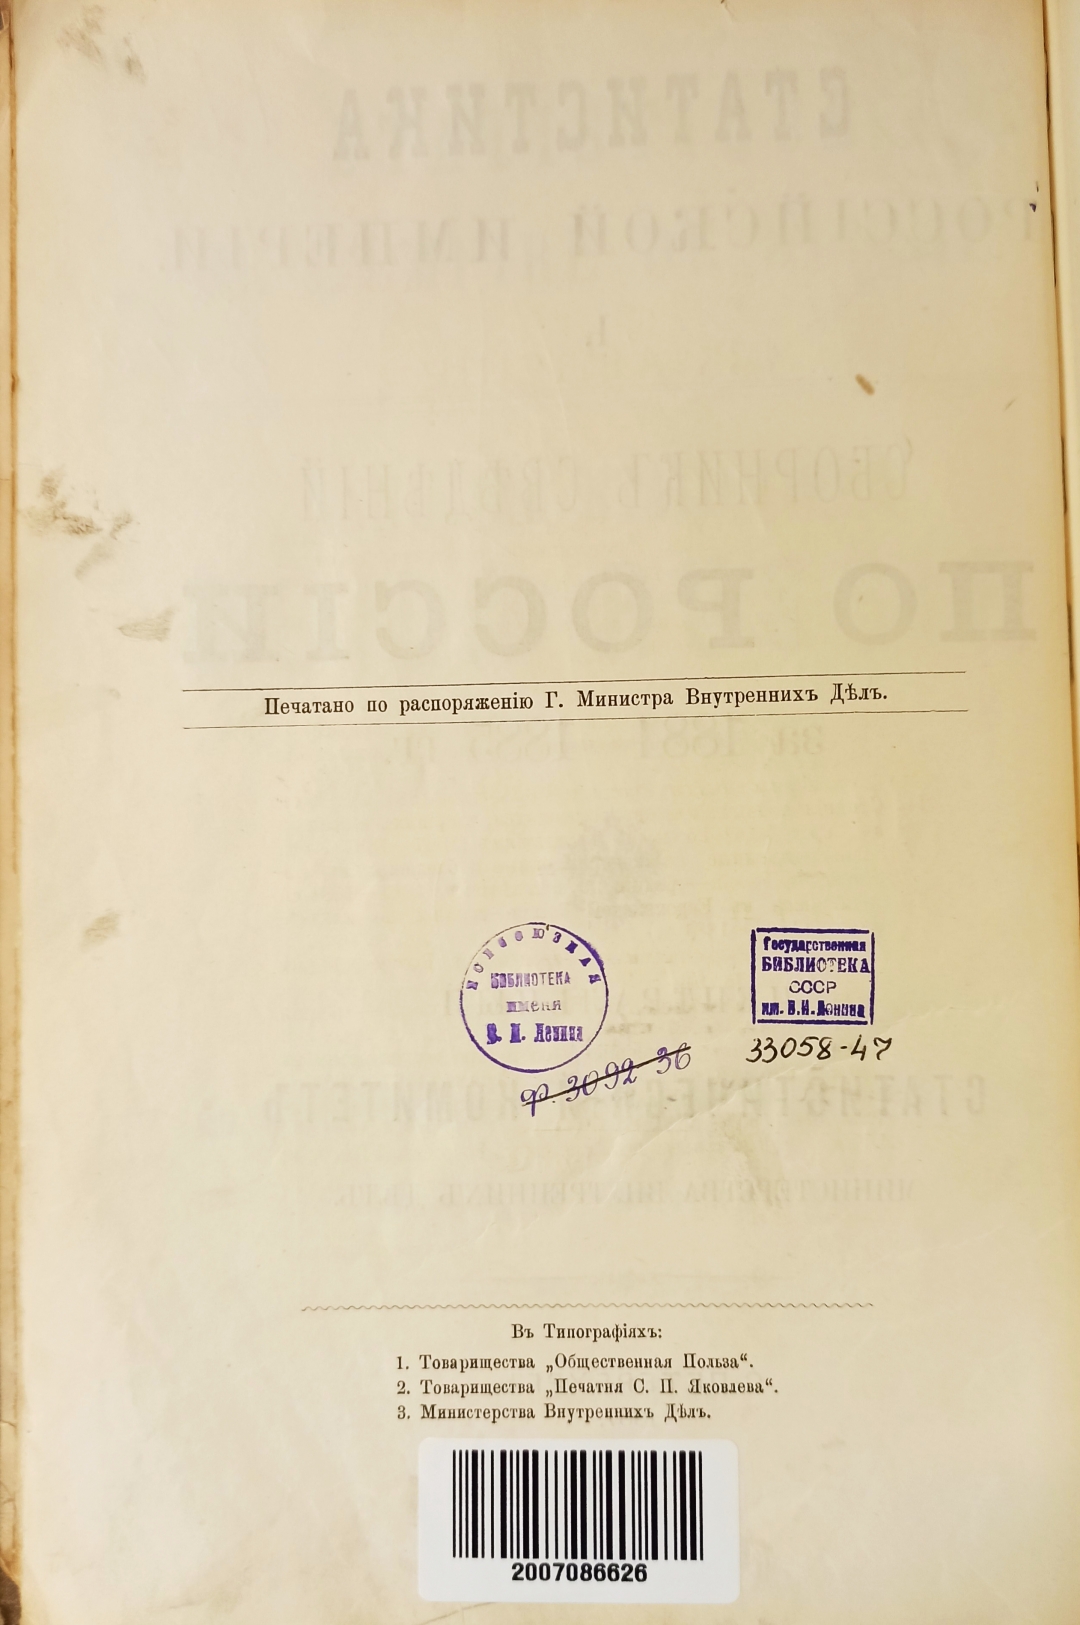 Печатано по распоряженію Г. Министра Внутреннихъ Дѣлъ.
БИБЛИОТЕКА
имени
В. И. Ленина
Государственная
БИБЛИОТЕКА
СССР
им. В.И. Ленина
33058-47
Ф. 3092-36
Въ Типографіяхъ:
1. Товарищества „Общественная Польза“.
2. Товарищества „Печатня С. П. Яковлева“.
3. Министерства Внутреннихъ Дѣлъ.
2007086626